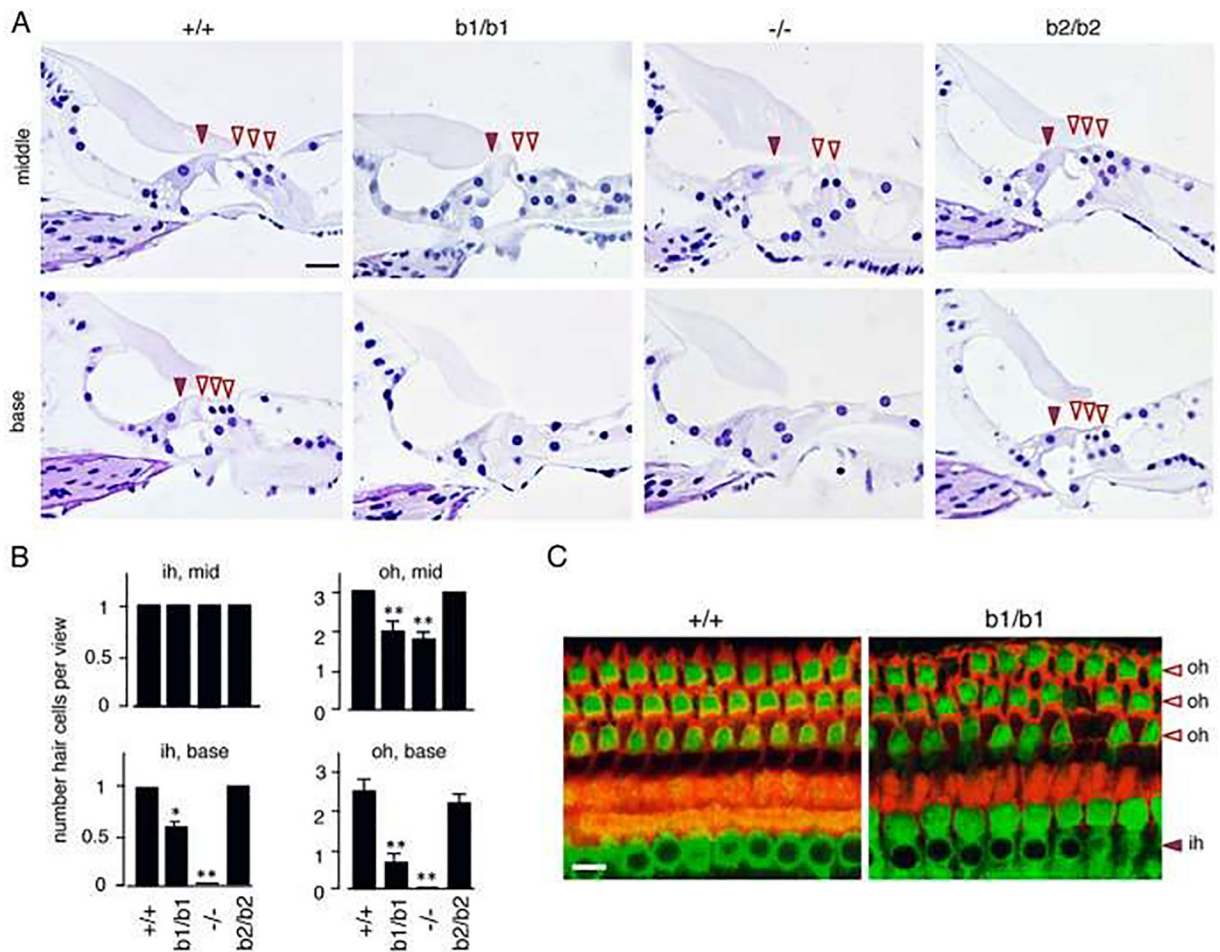 A
+/+ b1/b1 -/- b2/b2
middle
base
B
ih, mid
1
0.5
0
oh, mid
3
2
1
0
** **
ih, base
1
0.5
0
* **
oh, base
3
2
1
0
** **
number hair cells per view
+/+ b1/b1 -/- b2/b2
+/+ b1/b1 -/- b2/b2
C
+/+ b1/b1
oh
oh
oh
ih